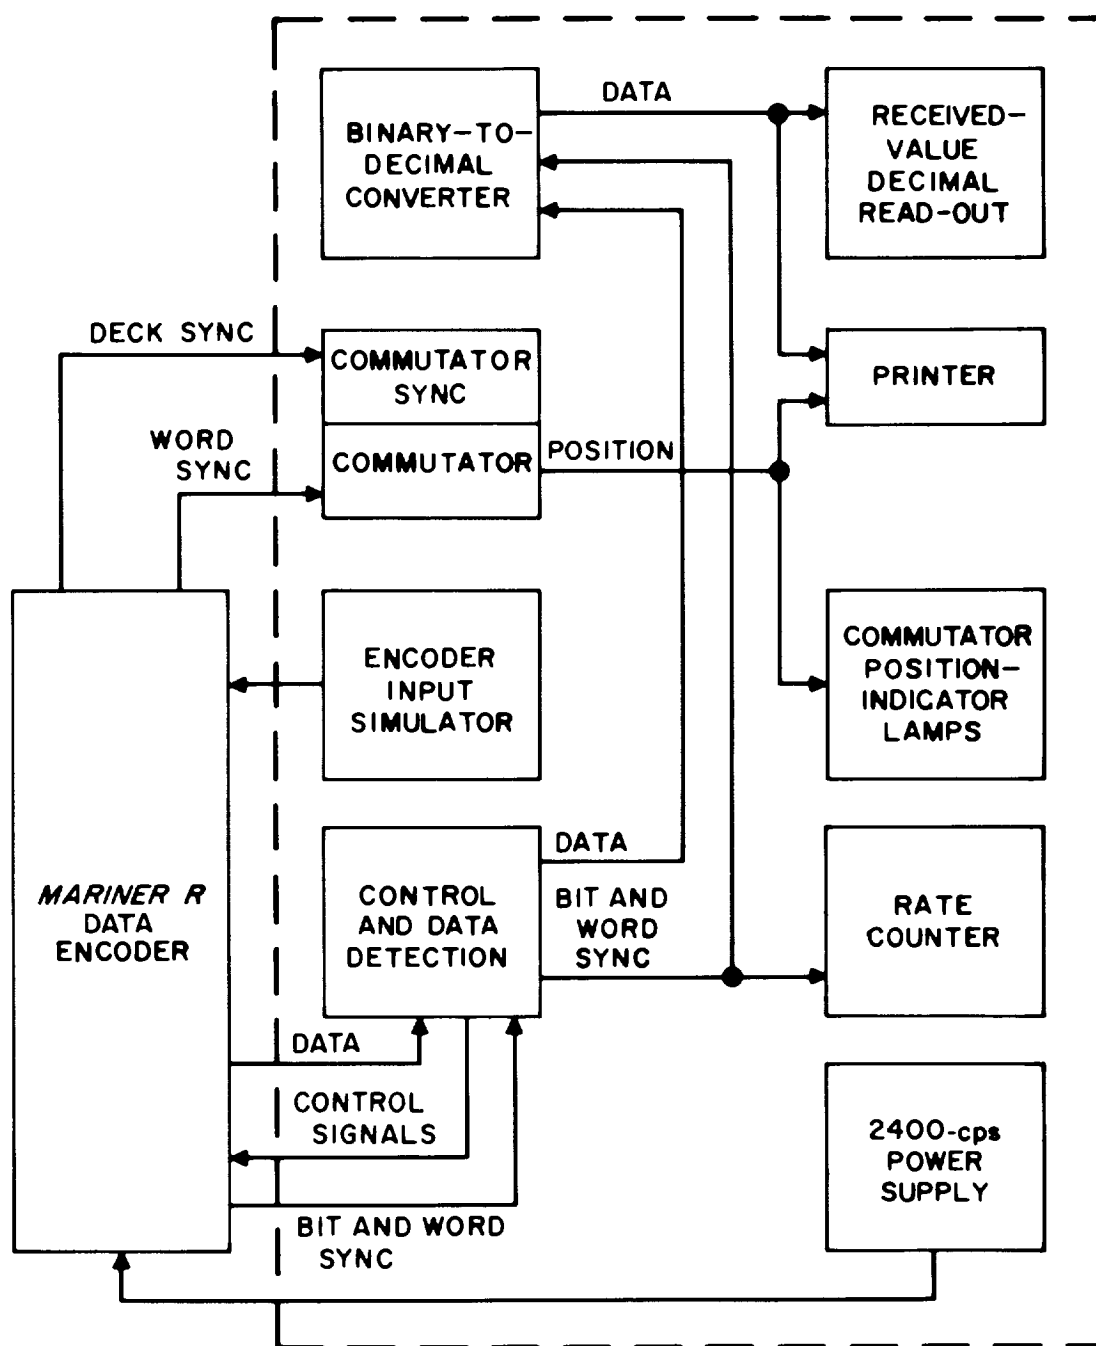 DATA
BINARY-TO-
DECIMAL
CONVERTER
RECEIVED-
VALUE
DECIMAL
READ-OUT
DECK SYNC
COMMUTATOR
SYNC
PRINTER
WORD
SYNC
COMMUTATOR
POSITION
ENCODER
INPUT
SIMULATOR
COMMUTATOR
POSITION-
INDICATOR
LAMPS
MARINER R
DATA
ENCODER
CONTROL
AND DATA
DETECTION
DATA
BIT AND
WORD
SYNC
RATE
COUNTER
DATA
CONTROL
SIGNALS
BIT AND WORD
SYNC
2400-cps
POWER
SUPPLY